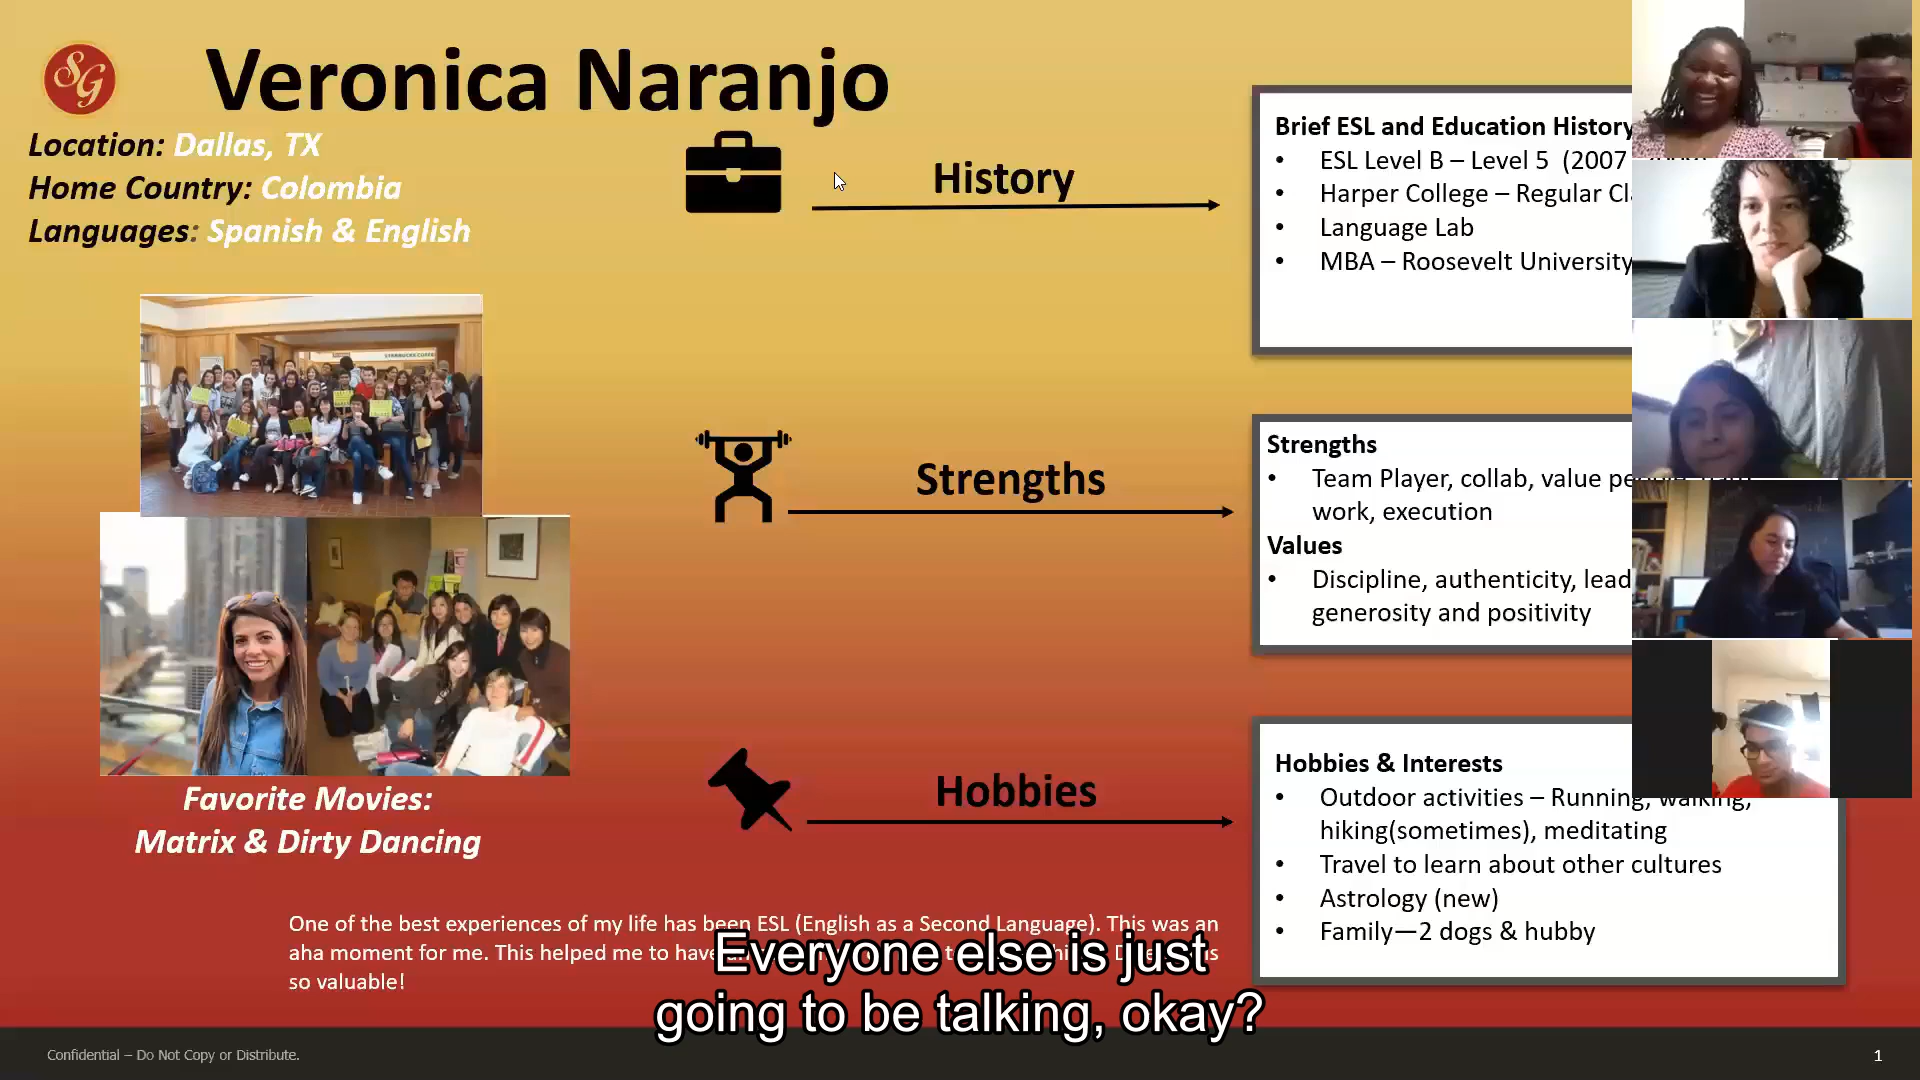 SG
Veronica Naranjo
Location: Dallas, TX
Home Country: Colombia
Languages: Spanish & English
STARBUCKS COFFEE
Favorite Movies:
Matrix & Dirty Dancing
History
Strengths
Hobbies
Brief ESL and Education History
• ESL Level B – Level 5 (2007
• Harper College – Regular
• Language Lab
• MBA – Roosevelt University
Strengths
• Team Player, collab, value
work, execution
Values
• Discipline, authenticity,
generosity and positivity
Hobbies & Interests
• Outdoor activities – Running, walking,
hiking(sometimes), meditating
• Travel to learn about other cultures
• Astrology (new)
• Family—2 dogs & hubby
One of the best experiences of my life has been ESL (English as a Second Language). This was an
aha moment for me. This helped me to have
so valuable!
Everyone else is just
going to be talking, okay?
Confidential – Do Not Copy or Distribute.
1